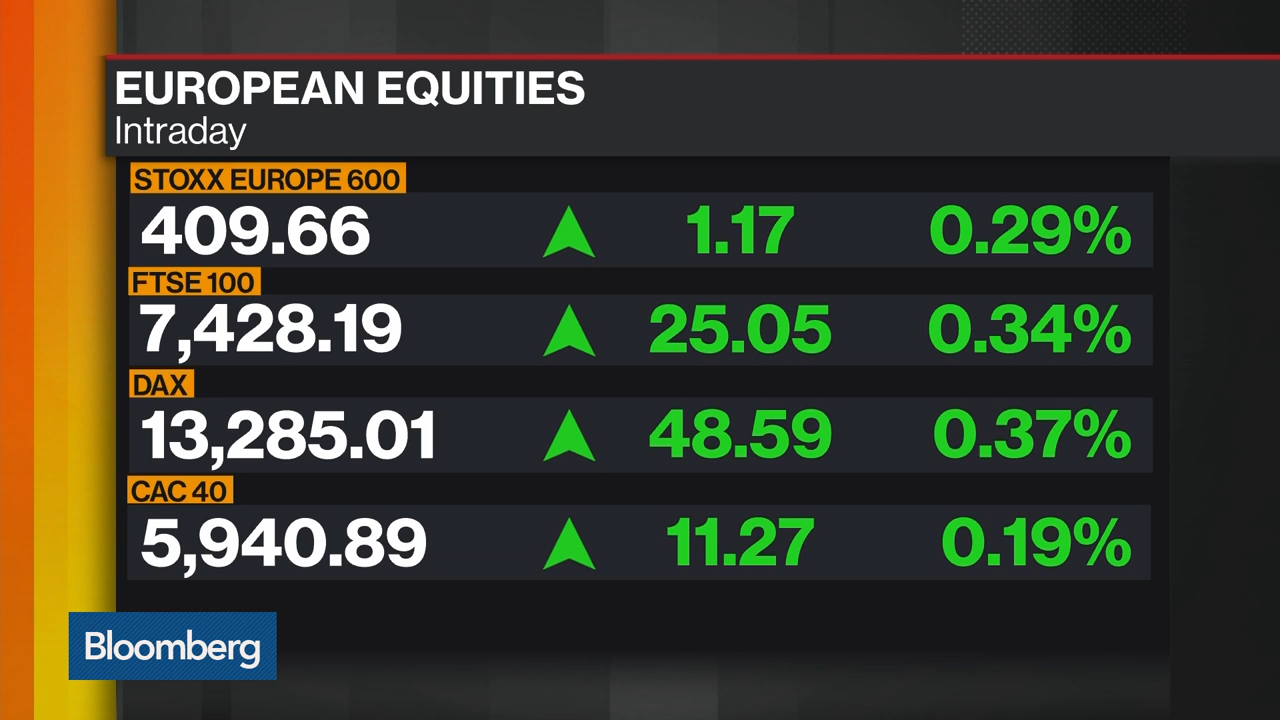 EUROPEAN EQUITIES
Intraday
STOXX EUROPE 600
409.66 1.17 0.29%
FTSE 100
7,428.19 25.05 0.34%
DAX
13,285.01 48.59 0.37%
CAC 40
5,940.89 11.27 0.19%
Bloomberg